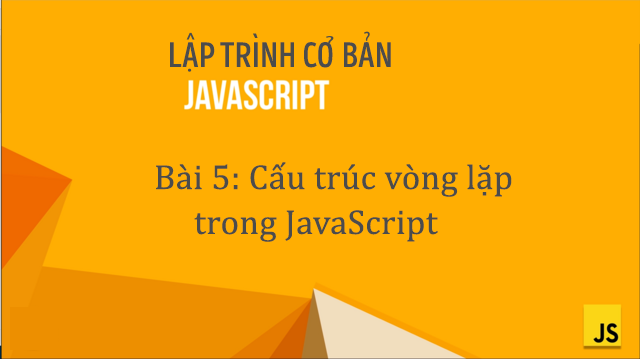 LẬP TRÌNH CƠ BẢN
JAVASCRIPT
Bài 5: Cấu trúc vòng lặp
trong JavaScript
JS